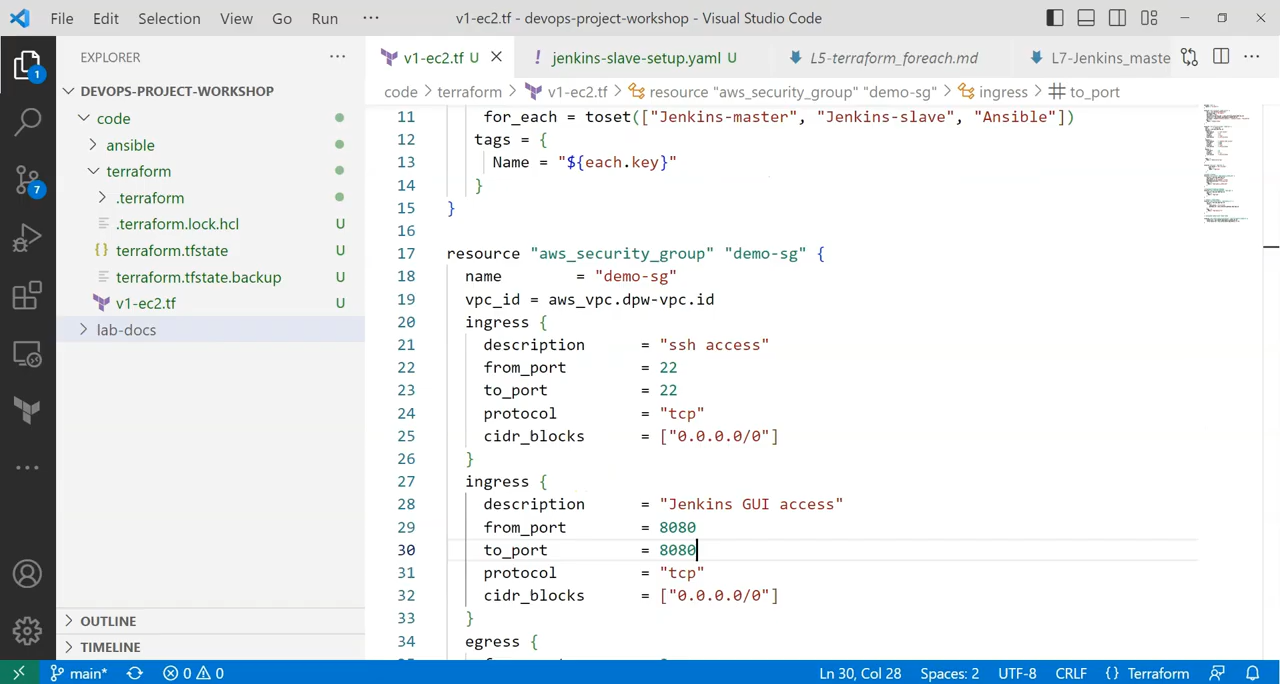 File Edit Selection View Go Run ··· v1-ec2.tf - devops-project-workshop - Visual Studio Code
EXPLORER ···
v1-ec2.tf U
! jenkins-slave-setup.yaml U
L5-terraform_foreach.md
L7-Jenkins_maste
···
code > terraform > v1-ec2.tf > resource "aws_security_group" "demo-sg" > ingress > to_port
1
7
DEVOPS-PROJECT-WORKSHOP
code
ansible
terraform
.terraform
.terraform.lock.hcl U
{} terraform.tfstate U
terraform.tfstate.backup U
v1-ec2.tf U
lab-docs
OUTLINE
TIMELINE
11 for_each = toset(["Jenkins-master", "Jenkins-slave", "Ansible"])
12 tags = {
13 Name = "${each.key}"
14 }
15 }
16
17 resource "aws_security_group" "demo-sg" {
18 name = "demo-sg"
19 vpc_id = aws_vpc.dpw-vpc.id
20 ingress {
21 description = "ssh access"
22 from_port = 22
23 to_port = 22
24 protocol = "tcp"
25 cidr_blocks = ["0.0.0.0/0"]
26 }
27 ingress {
28 description = "Jenkins GUI access"
29 from_port = 8080
30 to_port = 8080
31 protocol = "tcp"
32 cidr_blocks = ["0.0.0.0/0"]
33 }
34 egress {
main* 0 0 Ln 30, Col 28 Spaces: 2 UTF-8 CRLF {} Terraform